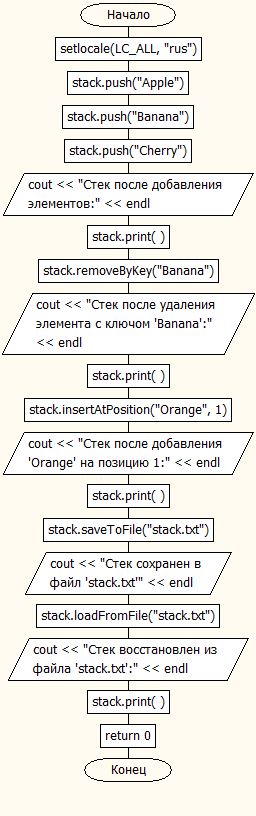 Начало
setlocale(LC_ALL, "rus")
stack.push("Apple")
stack.push("Banana")
stack.push("Cherry")
cout << "Стек после добавления
элементов:" << endl
stack.print( )
stack.removeByKey("Banana")
cout << "Стек после удаления
элемента с ключом 'Banana':"
<< endl
stack.print( )
stack.insertAtPosition("Orange", 1)
cout << "Стек после добавления
'Orange' на позицию 1:" << endl
stack.print( )
stack.saveToFile("stack.txt")
cout << "Стек сохранен в
файл 'stack.txt'" << endl
stack.loadFromFile("stack.txt")
cout << "Стек восстановлен из
файла 'stack.txt':" << endl
stack.print( )
return 0
Конец